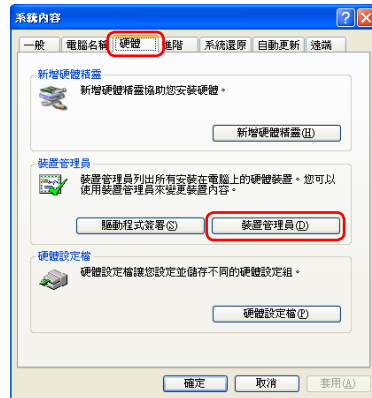 系統內容
一般 電腦名稱 硬體 進階 系統還原 自動更新 遠端
新增硬體精靈
新增硬體精靈協助您安裝硬體。
新增硬體精靈(H)
裝置管理員
裝置管理員列出所有安裝在電腦上的硬體裝置。您可以
使用裝置管理員來變更裝置內容。
驅動程式簽署(S) 裝置管理員(D)
硬體設定檔
硬體設定檔讓您設定並儲存不同的硬體設定組。
硬體設定檔(P)
確定 取消 套用(A)